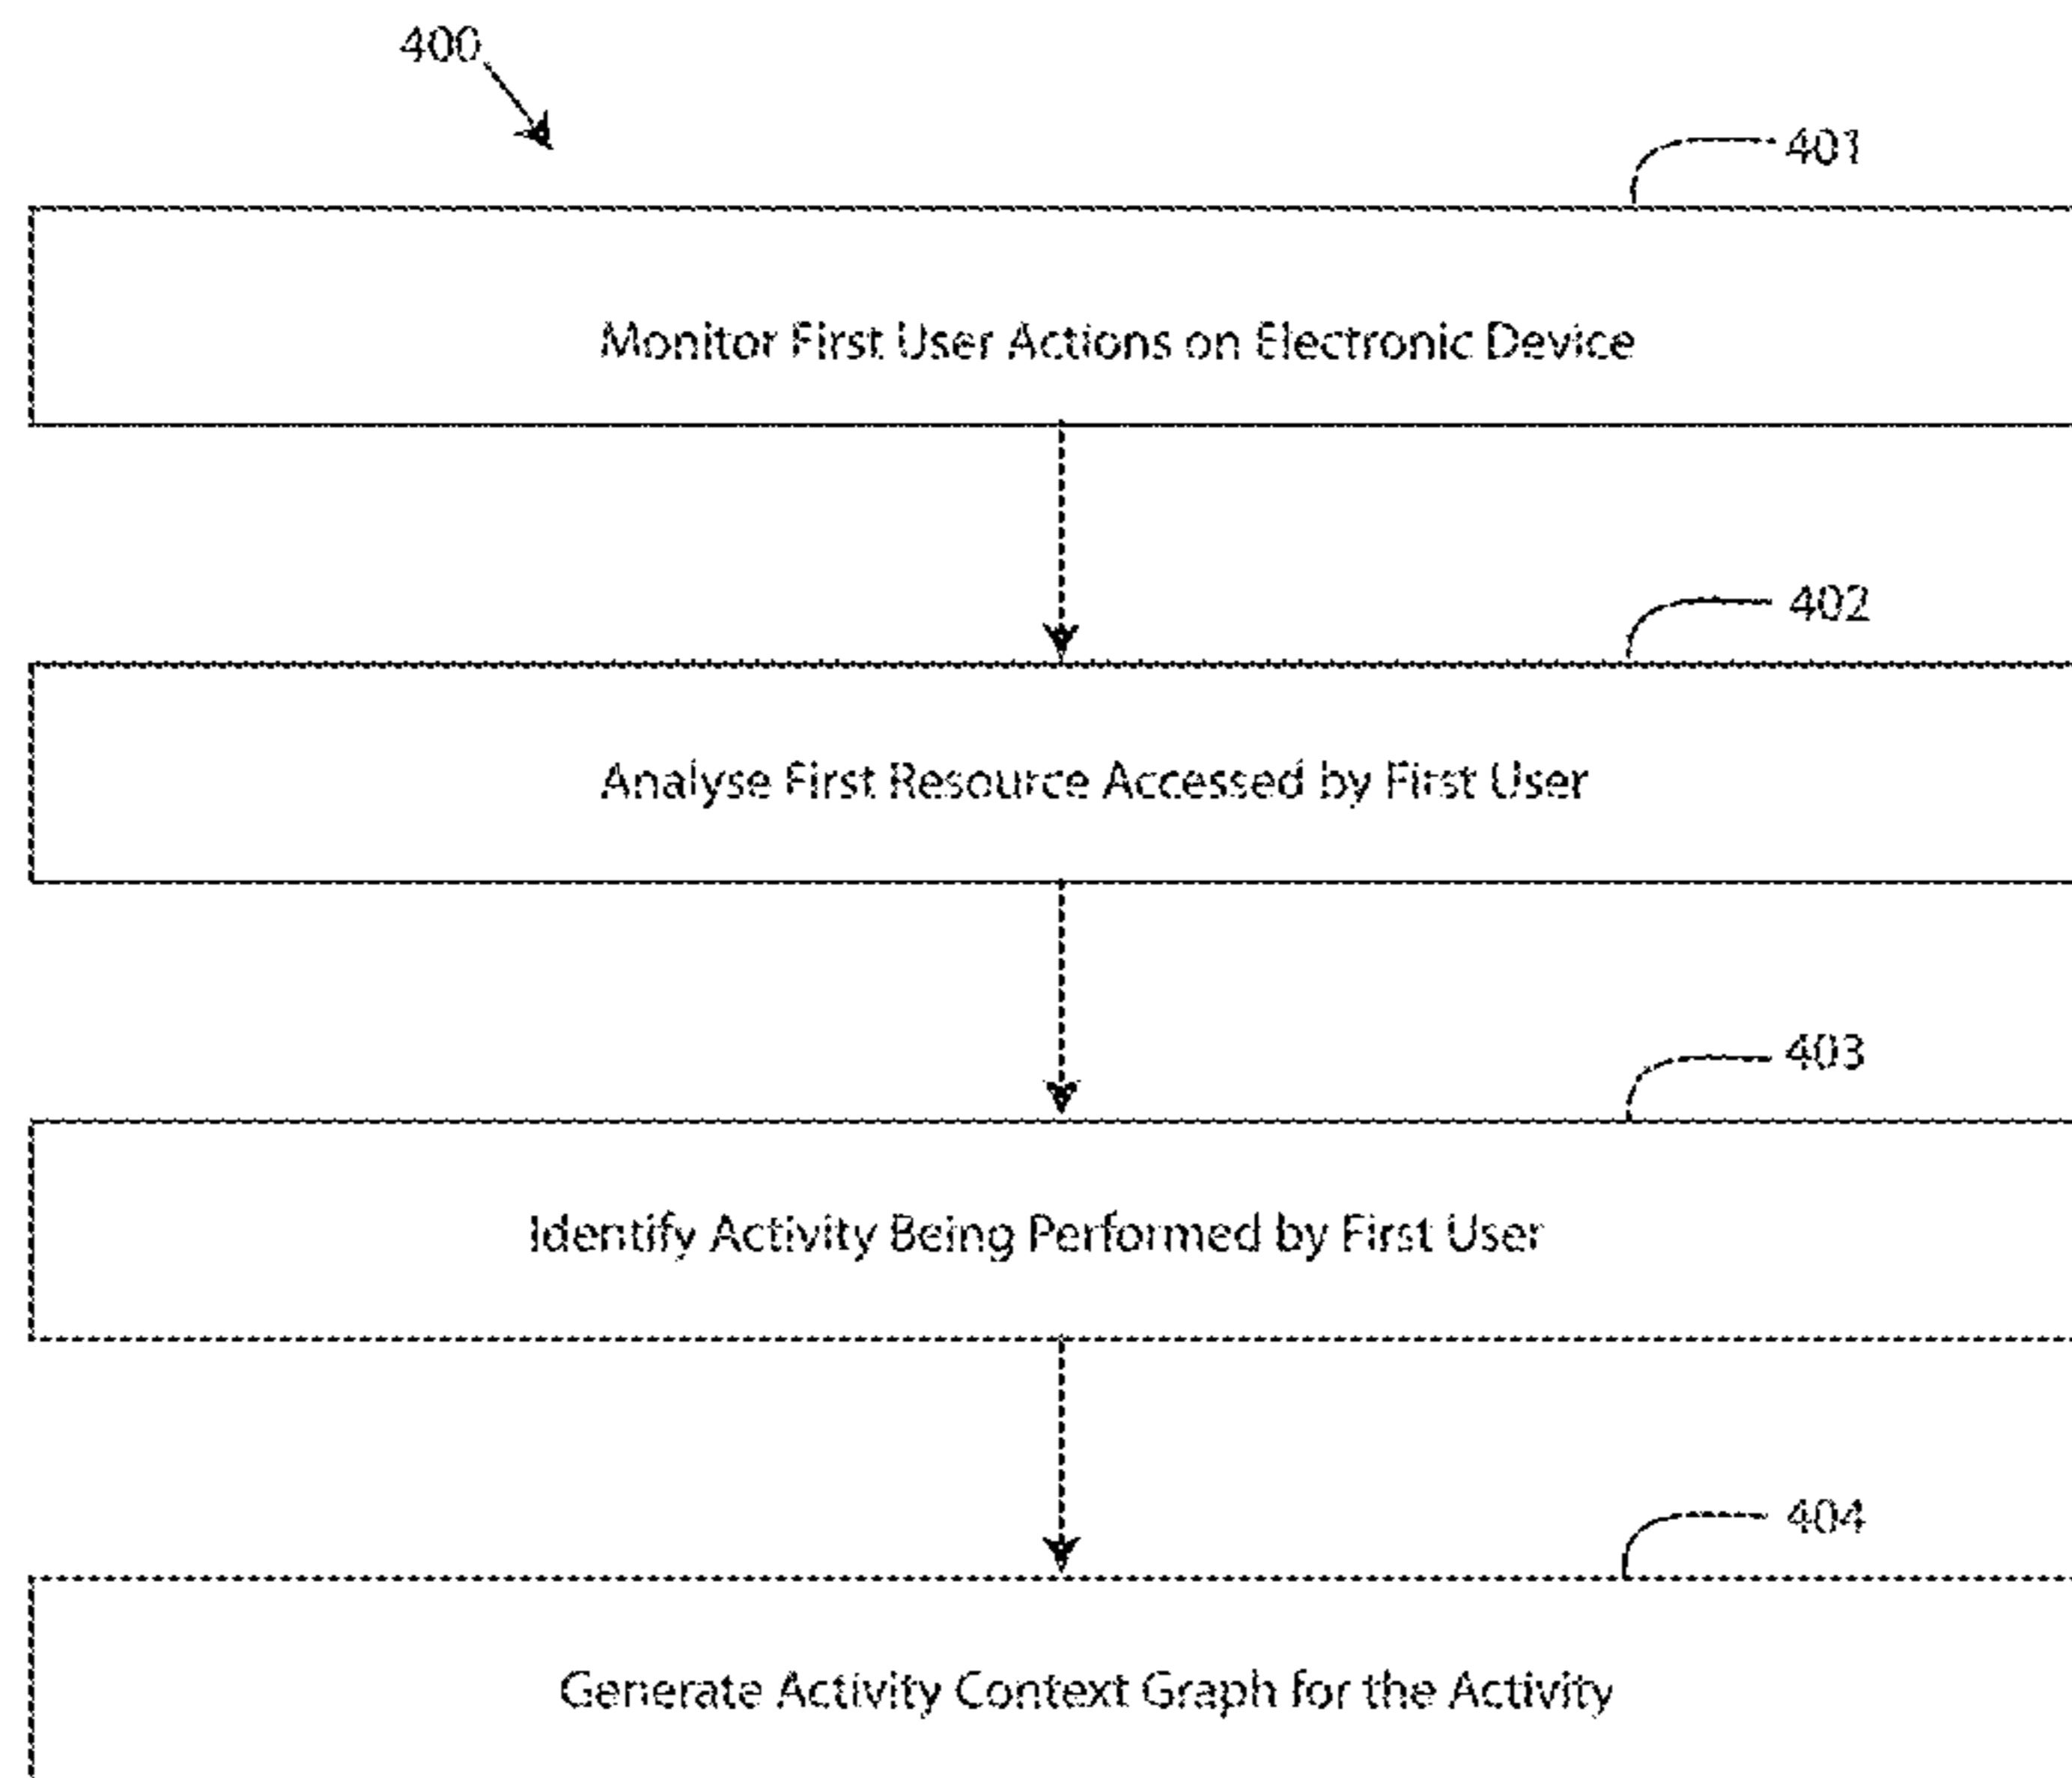 400
401
Monitor First User Actions on Electronic Device
402
Analyse First Resource Accessed by First User
403
Identify Activity Being Performed by First User
404
Generate Activity Context Graph for the Activity